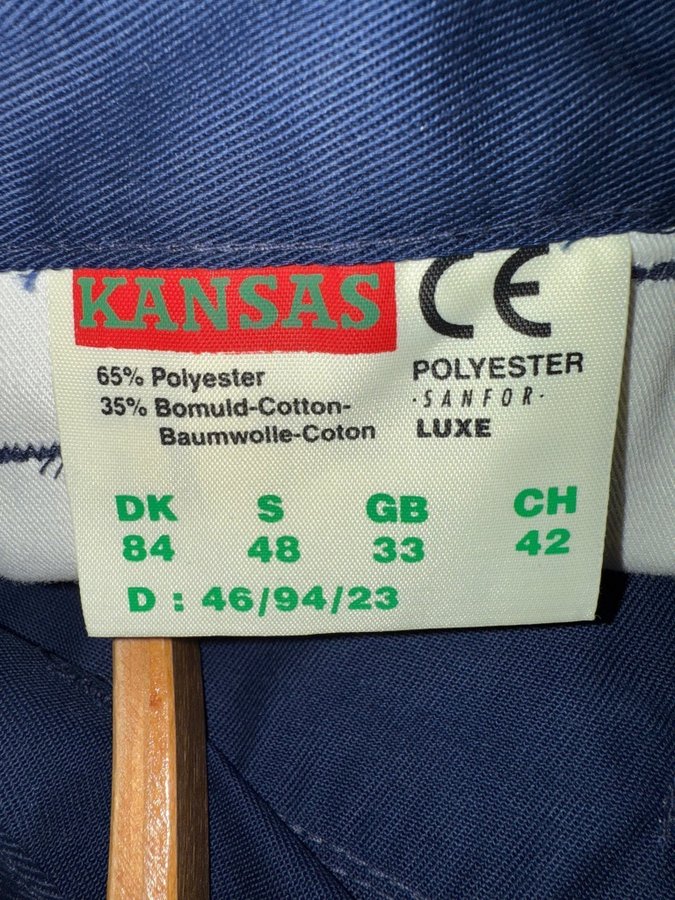 KANSAS CE
65% Polyester
35% Bomuld-Cotton-
Baumwolle-Coton
POLYESTER
·SANFOR·
LUXE
DK S GB CH
84 48 33 42
D : 46/94/23